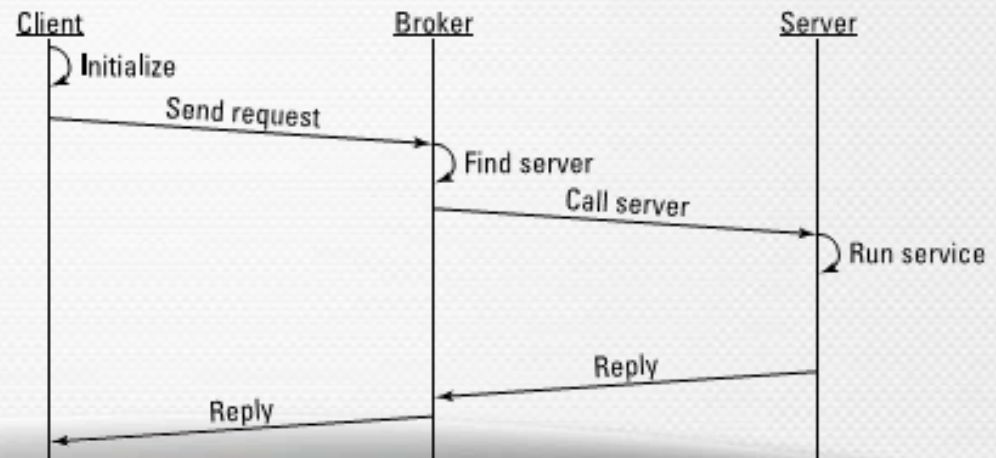 Client
Broker
Server
Initialize
Send request
Find server
Call server
Run service
Reply
Reply